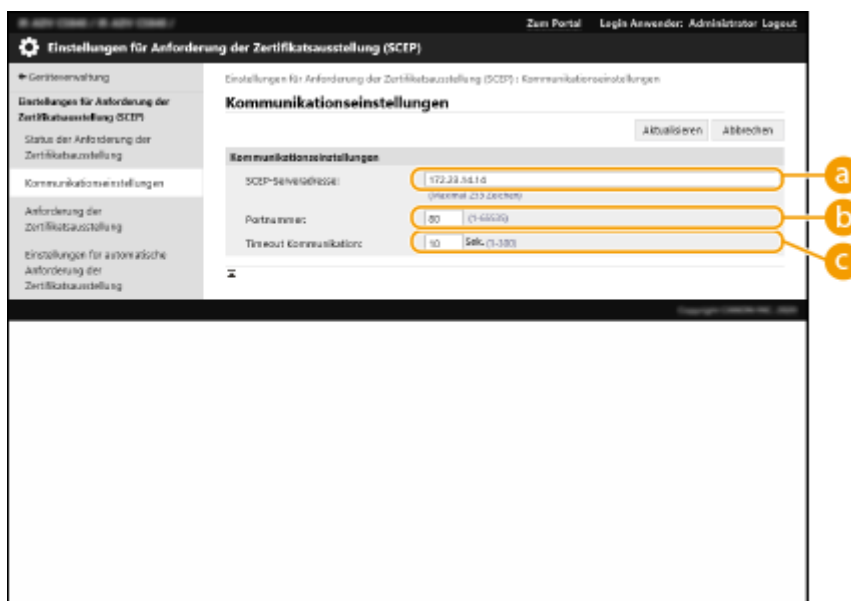 Zum Portal Login Anwender: Administrator Logout
Einstellungen für Anforderung der Zertifikatsausstellung (SCEP)
Geräteverwaltung
Einstellungen für Anforderung der Zertifikatsausstellung (SCEP) : Kommunikationseinstellungen
Einstellungen für Anforderung der
Zertifikatsausstellung (SCEP)
Kommunikationseinstellungen
Status der Anforderung der
Zertifikatsausstellung
Aktualisieren Abbrechen
Kommunikationseinstellungen
Kommunikationseinstellungen
SCEP-Serveradresse: 172.23.14.14
(Maximal 255 Zeichen)
a
Anforderung der
Zertifikatsausstellung
Portnummer: 80 (1-65535)
b
Timeout Kommunikation: 10 Sek. (1-300)
c
Einstellungen für automatische
Anforderung der
Zertifikatsausstellung